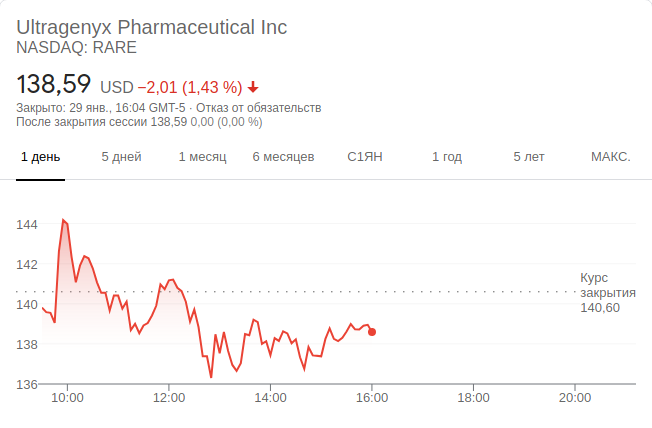 Ultragenyx Pharmaceutical Inc
NASDAQ: RARE
138,59 USD −2,01 (1,43 %)
Закрыто: 29 янв., 16:04 GMT-5 · Отказ от обязательств
После закрытия сессии 138,59 0,00 (0,00 %)
1 день 5 дней 1 месяц 6 месяцев С1ЯН 1 год 5 лет МАКС.
144
142
Курс
закрытия
140,60
140
138
136
10:00 12:00 14:00 16:00 18:00 20:00